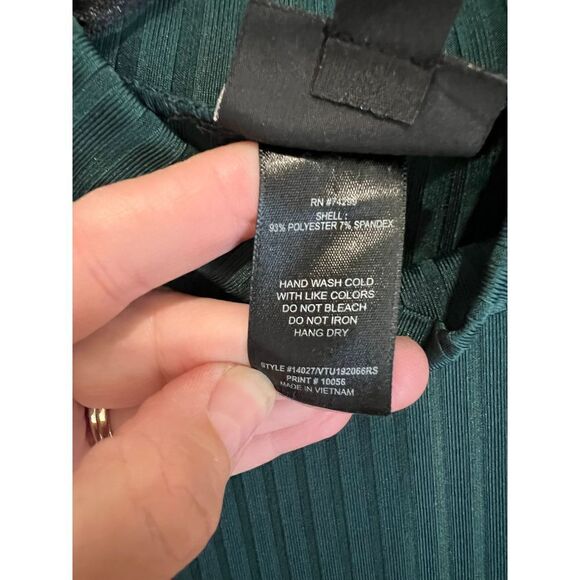 RN #74296
SHELL :
93% POLYESTER 7% SPANDEX
HAND WASH COLD
WITH LIKE COLORS
DO NOT BLEACH
DO NOT IRON
HANG DRY
STYLE #14027/VTU192066RS
PRINT # 10056
MADE IN VIETNAM